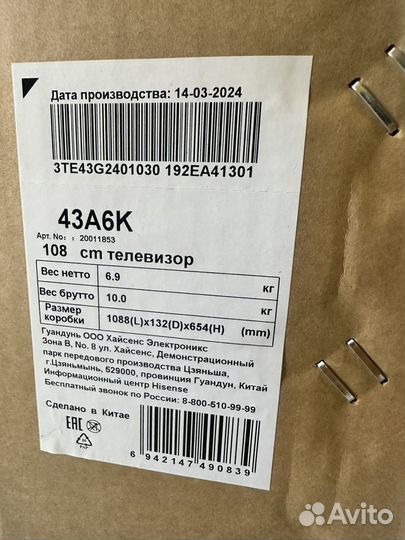 Дата производства: 14-03-2024
3TE43G2401030 192EA41301
43A6K
Арт. No: : 20011853
108 cm телевизор
Вес нетто 6.9 кг
Вес брутто 10.0 кг
Размер коробки 1088(L)x132(D)x654(H) (mm)
Гуандунь ООО Хайсенс Электроникс
Зона В, No. 8 ул. Хайсенс, Демонстрационный
парк передового производства Цзяньша,
г.Цзяньмынь, 529000, провинция Гуандун, Китай
Информационный центр Hisense
Бесплатный звонок по России: 8-800-510-99-99
Сделано в Китае
EAC
PAP
6 942147 490839
Avito